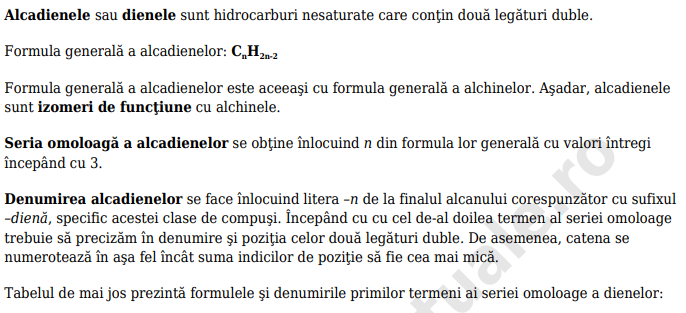 Alcadienele sau dienele sunt hidrocarburi nesaturate care conţin două legături duble.
Formula generală a alcadienelor: CnH2n-2
Formula generală a alcadienelor este aceeaşi cu formula generală a alchinelor. Aşadar, alcadienele
sunt izomeri de funcţiune cu alchinele.
Seria omoloagă a alcadienelor se obţine înlocuind n din formula lor generală cu valori întregi
începând cu 3.
Denumirea alcadienelor se face înlocuind litera –n de la finalul alcanului corespunzător cu sufixul
–dienă, specific acestei clase de compuşi. Începând cu cu cel de-al doilea termen al seriei omoloage
trebuie să precizăm în denumire şi poziţia celor două legături duble. De asemenea, catena se
numerotează în aşa fel încât suma indicilor de poziţie să fie cea mai mică.
Tabelul de mai jos prezintă formulele şi denumirile primilor termeni ai seriei omoloage a dienelor: